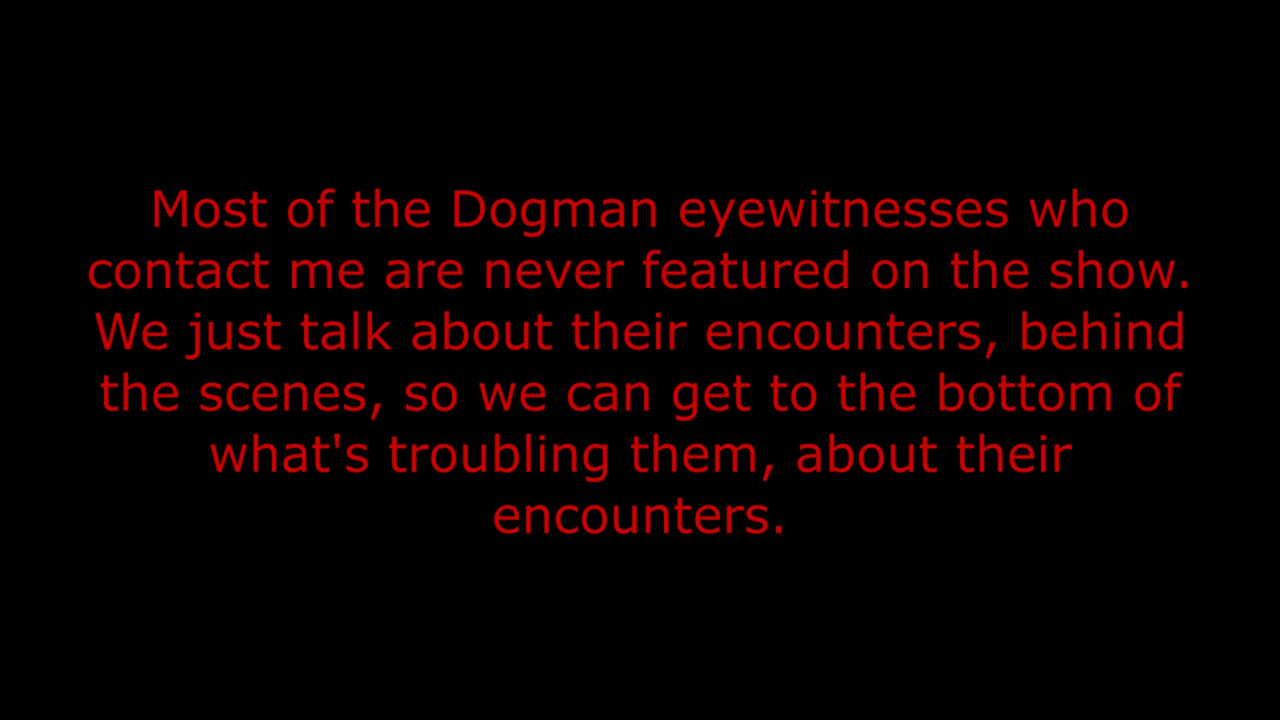 Most of the Dogman eyewitnesses who
contact me are never featured on the show.
We just talk about their encounters, behind
the scenes, so we can get to the bottom of
what's troubling them, about their
encounters.